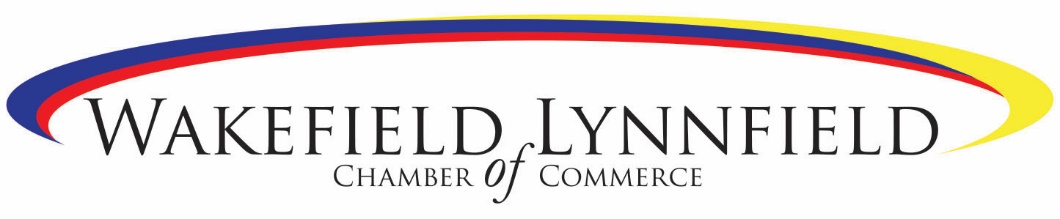 WAKEFIELD LYNNFIELD
CHAMBER of COMMERCE